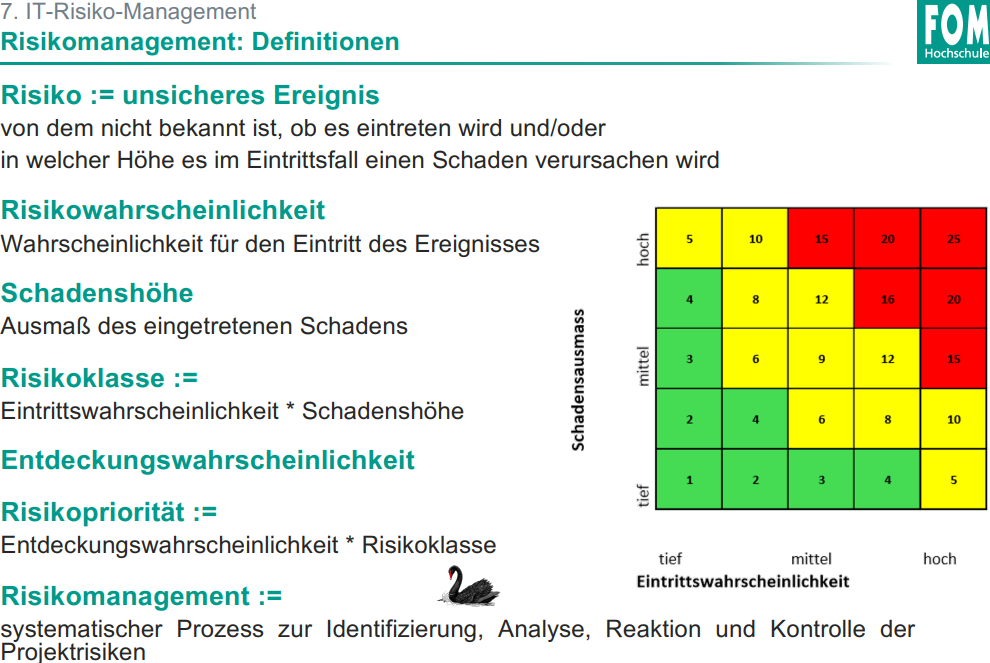 7. IT-Risiko-Management
Risikomanagement: Definitionen
FOM
Hochschule
Risiko := unsicheres Ereignis
von dem nicht bekannt ist, ob es eintreten wird und/oder
in welcher Höhe es im Eintrittsfall einen Schaden verursachen wird
Risikowahrscheinlichkeit
Wahrscheinlichkeit für den Eintritt des Ereignisses
Schadenshöhe
Ausmaß des eingetretenen Schadens
Risikoklasse :=
Eintrittswahrscheinlichkeit * Schadenshöhe
Entdeckungswahrscheinlichkeit
Risikopriorität :=
Entdeckungswahrscheinlichkeit * Risikoklasse
Risikomanagement :=
systematischer Prozess zur Identifizierung, Analyse, Reaktion und Kontrolle der
Projektrisiken
Schadensausmass
hoch
mittel
tief
5 10 15 20 25
4 8 12 16 20
3 6 9 12 15
2 4 6 8 10
1 2 3 4 5
tief mittel hoch
Eintrittswahrscheinlichkeit